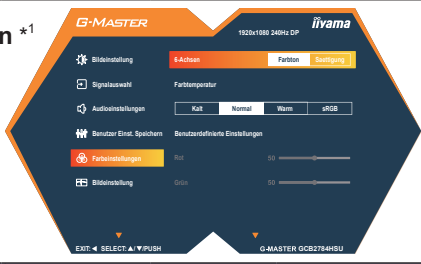 n *1
G-MASTER
iiyama
1920x1080 240Hz DP
Bildeinstellung
6-Achsen Farbton Saettigung
Signalauswahl
Farbtemperatur
Audioeinstellungen
Kalt Normal Warm sRGB
Benutzer Einst. Speichern
Benutzerdefinierte Einstellungen
Farbeinstellungen
Rot 50
Bildeinstellung
Grün 50
EXIT: ◄ SELECT: ▲/▼/PUSH
G-MASTER GCB2784HSU